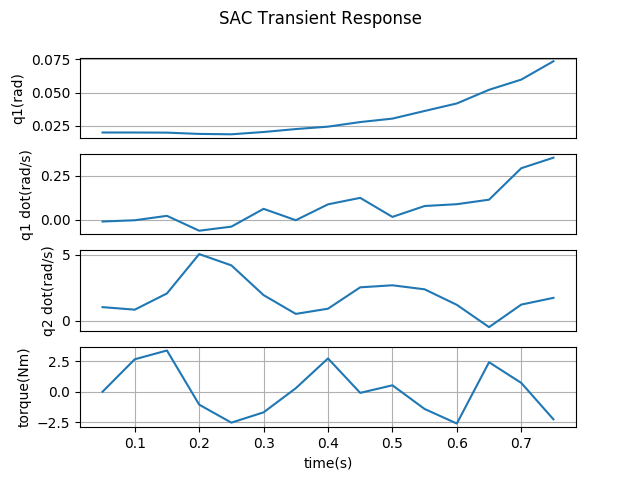 SAC Transient Response
0.075
0.050
0.025
q1(rad)
0.25
0.00
q1 dot(rad/s)
5
0
q2 dot(rad/s)
2.5
0.0
−2.5
torque(Nm)
0.1 0.2 0.3 0.4 0.5 0.6 0.7
time(s)